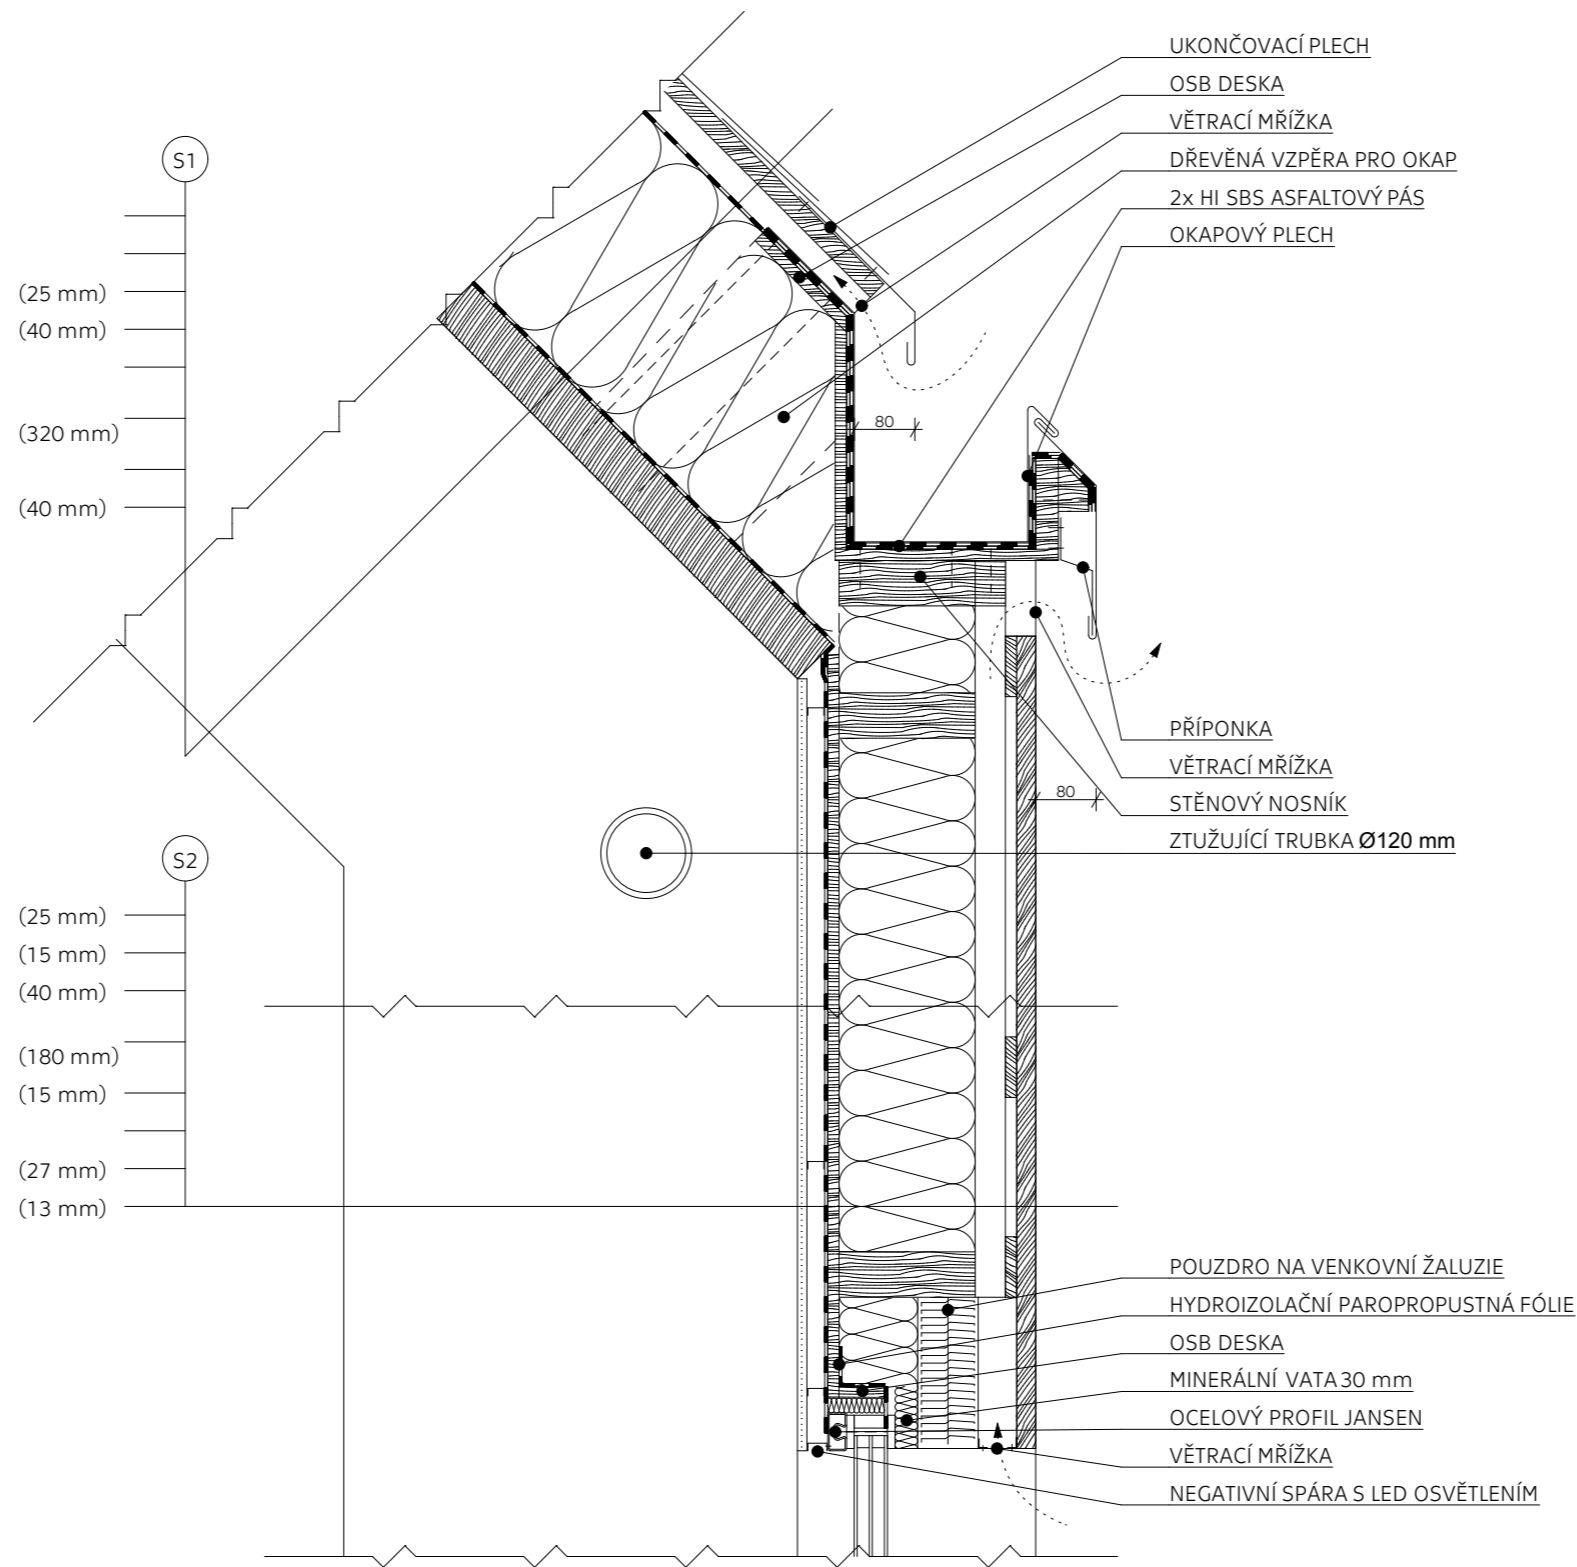 UKONČOVACÍ PLECH
OSB DESKA
VĚTRACÍ MŘÍŽKA
DŘEVĚNÁ VZPĚRA PRO OKAP
2x HI SBS ASFALTOVÝ PÁS
OKAPOVÝ PLECH
S1
(25 mm)
(40 mm)
(320 mm)
(40 mm)
80
PŘÍPONKA
VĚTRACÍ MŘÍŽKA
80
STĚNOVÝ NOSNÍK
ZTUŽUJÍCÍ TRUBKA Ø120 mm
S2
(25 mm)
(15 mm)
(40 mm)
(180 mm)
(15 mm)
(27 mm)
(13 mm)
POUZDRO NA VENKOVNÍ ŽALUZIE
HYDROIZOLAČNÍ PAROPROPUSTNÁ FÓLIE
OSB DESKA
MINERÁLNÍ VATA 30 mm
OCELOVÝ PROFIL JANSEN
VĚTRACÍ MŘÍŽKA
NEGATIVNÍ SPÁRA S LED OSVĚTLENÍM